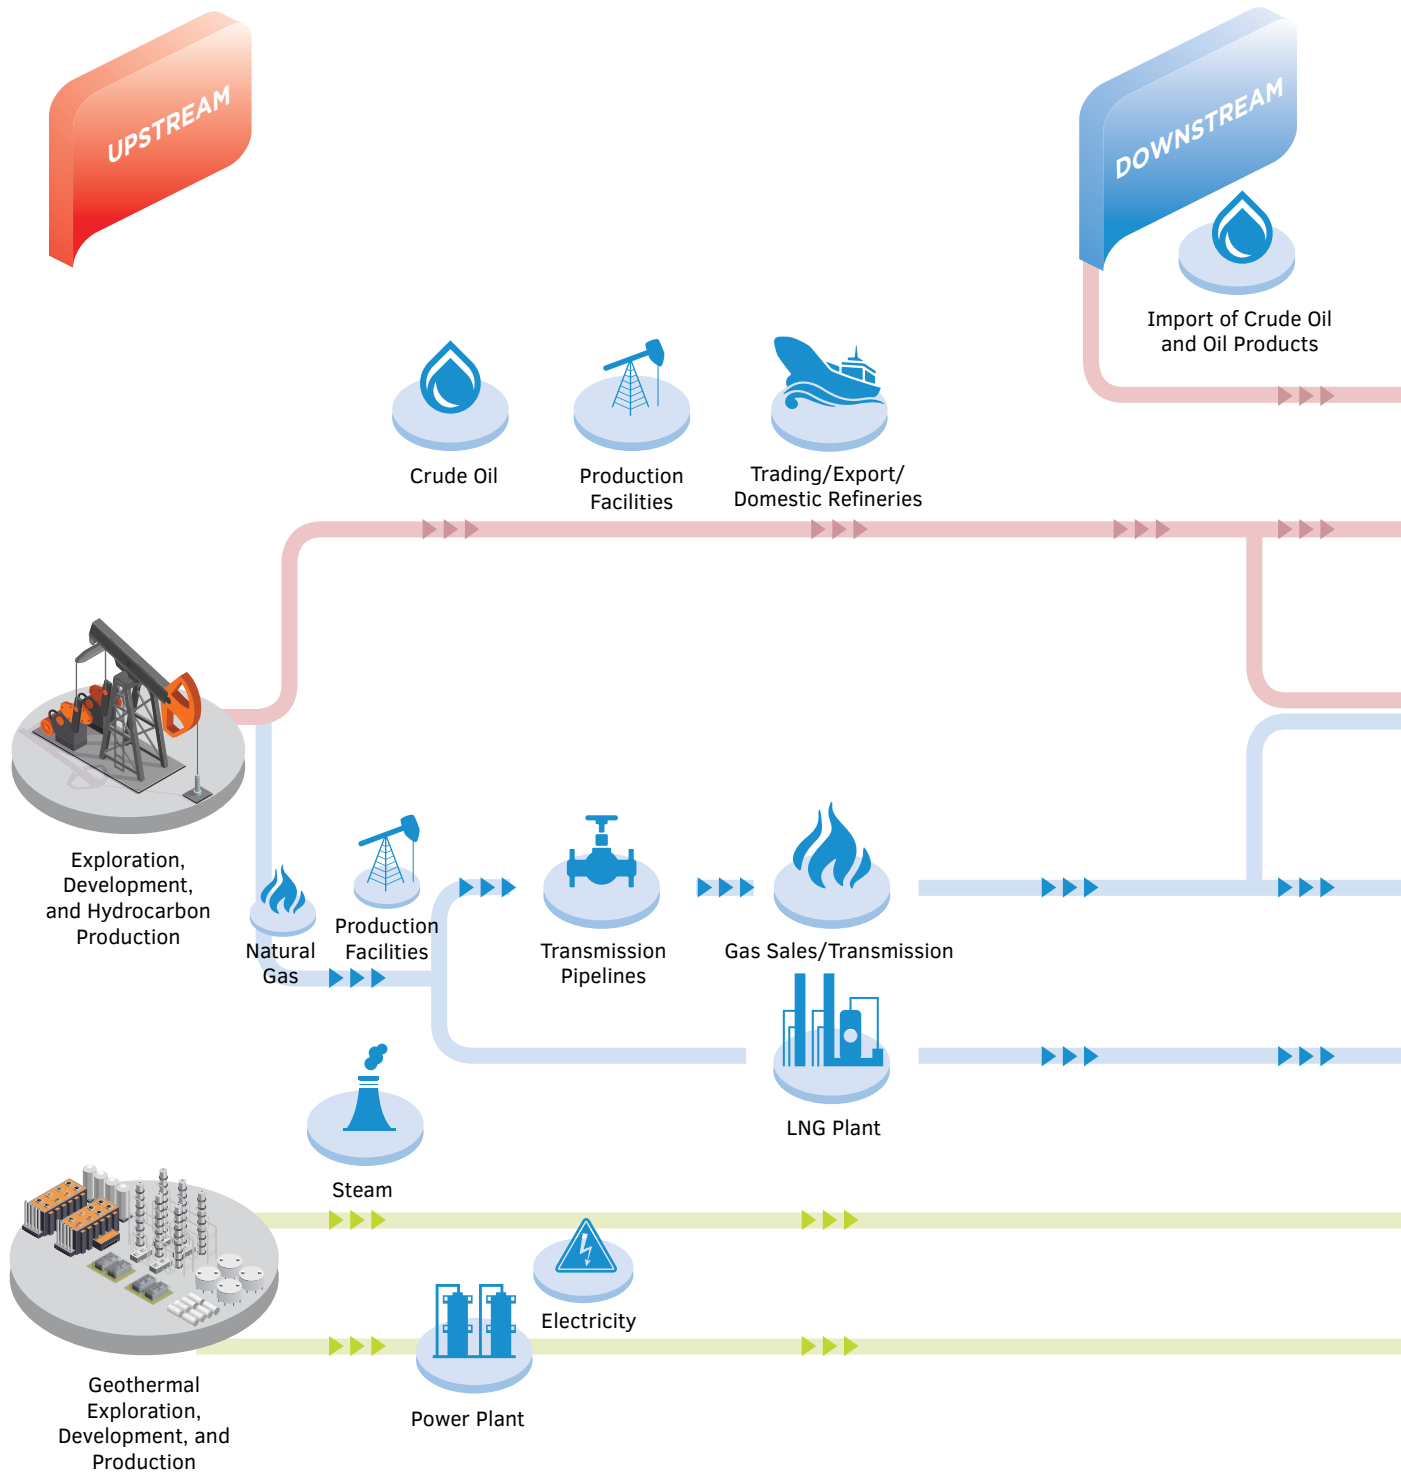 UPSTREAM
DOWNSTREAM
Import of Crude Oil
and Oil Products
Crude Oil
Production
Facilities
Trading/Export/
Domestic Refineries
Exploration,
Development,
and Hydrocarbon
Production
Natural
Gas
Production
Facilities
Transmission
Pipelines
Gas Sales/Transmission
LNG Plant
Steam
Electricity
Power Plant
Geothermal
Exploration,
Development, and
Production